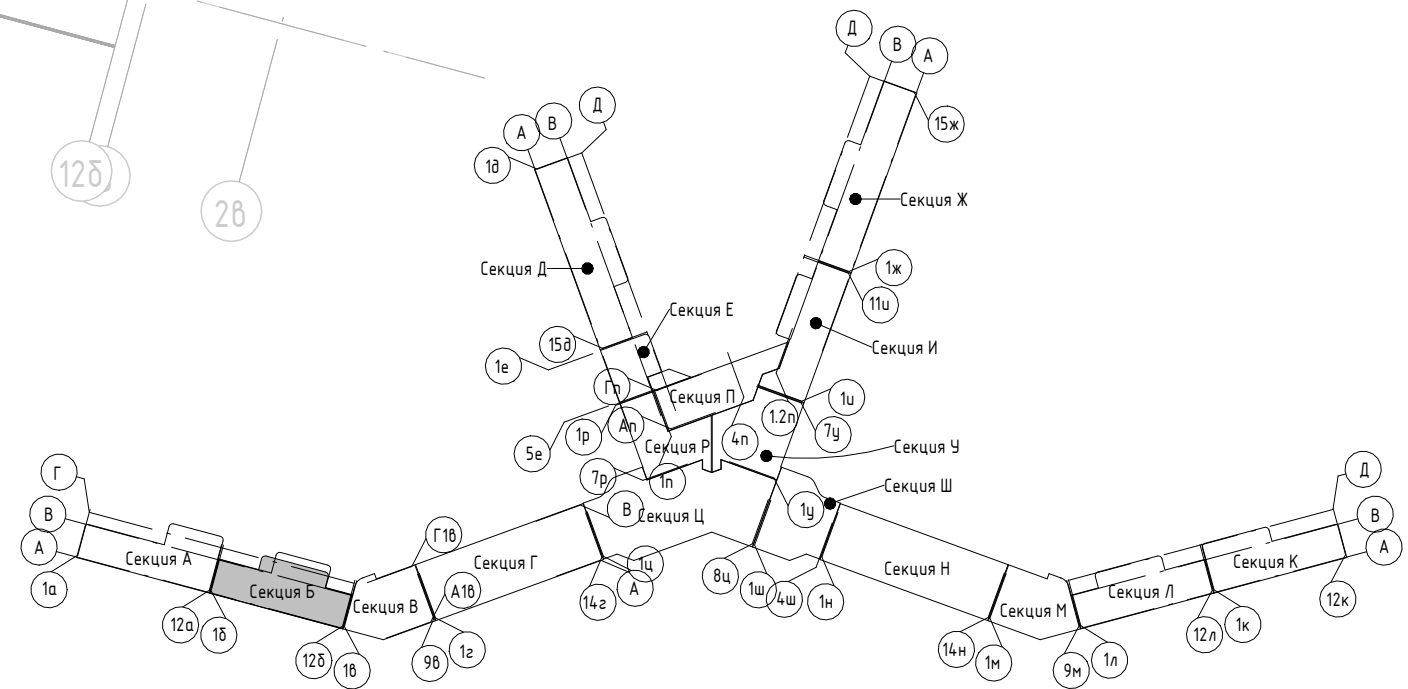 Д
В
А
15ж
Д
В
А
1д
12б
2в
Секция Ж
Секция Д
1ж
11и
Секция Е
15д
1е
Секция И
Гп
Секция П
1и
1.2п
7у
Ап
1р
4п
5е
Секция Р
Секция У
7р
1п
Г
В
А
В
Секция Ц
1у
Секция Ш
Д
В
А
Г1в
Секция А
Секция Г
1ц
Секция Н
Секция К
1а
Секция Б
Секция В
А1в
А
14г
8ц
1ш
4ш
1н
Секция М
Секция Л
12к
12а
1б
12б
1в
9в
1г
14н
1м
9м
1л
12л
1к